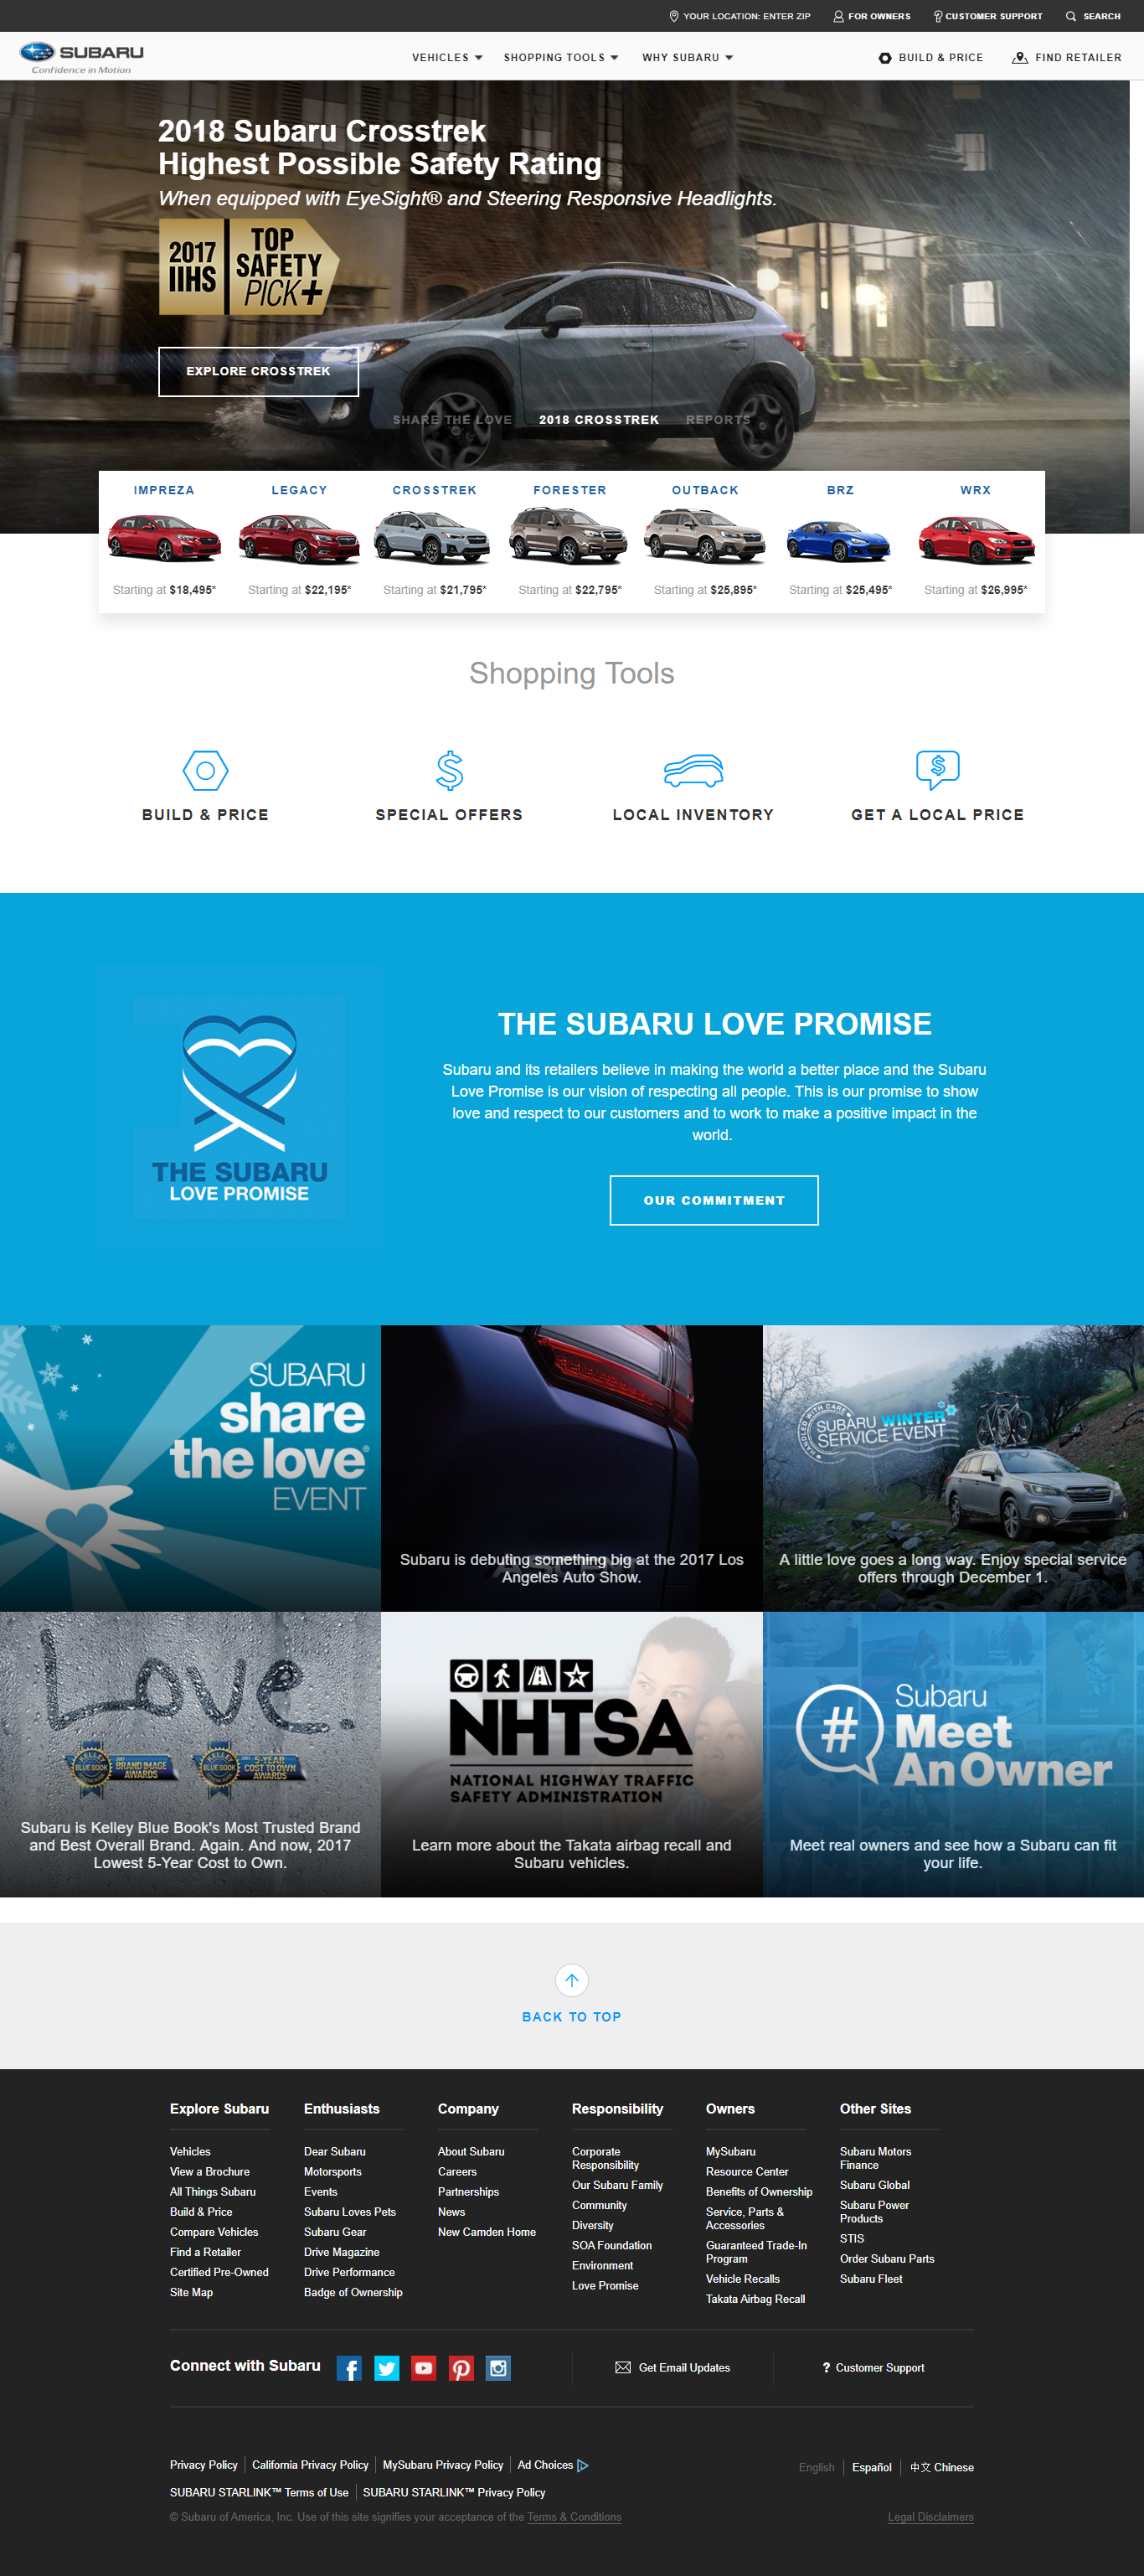 YOUR LOCATION: ENTER ZIP
FOR OWNERS
CUSTOMER SUPPORT
SEARCH
SUBARU
Confidence in Motion
VEHICLES
SHOPPING TOOLS
WHY SUBARU
BUILD & PRICE
FIND RETAILER
2018 Subaru Crosstrek
Highest Possible Safety Rating
When equipped with EyeSight® and Steering Responsive Headlights.
2017
IIHS
TOP
SAFETY
PICK+
EXPLORE CROSSTREK
SHARE THE LOVE
2018 CROSSTREK
REPORTS
IMPREZA
LEGACY
CROSSTREK
FORESTER
OUTBACK
BRZ
WRX
Starting at $18,495*
Starting at $22,195*
Starting at $21,795*
Starting at $22,795*
Starting at $25,895*
Starting at $25,495*
Starting at $26,995*
Shopping Tools
BUILD & PRICE
SPECIAL OFFERS
LOCAL INVENTORY
GET A LOCAL PRICE
THE SUBARU
LOVE PROMISE
THE SUBARU LOVE PROMISE
Subaru and its retailers believe in making the world a better place and the Subaru
Love Promise is our vision of respecting all people. This is our promise to show
love and respect to our customers and to work to make a positive impact in the
world.
OUR COMMITMENT
SUBARU
share
the love®
EVENT
Subaru is debuting something big at the 2017 Los
Angeles Auto Show.
HANDLED WITH CARE
SUBARU WINTER
SERVICE EVENT
A little love goes a long way. Enjoy special service
offers through December 1.
Love.
KELLEY
BLUE BOOK
BRAND IMAGE
AWARDS
KELLEY
BLUE BOOK
5-YEAR
COST TO OWN
AWARDS
Subaru is Kelley Blue Book's Most Trusted Brand
and Best Overall Brand. Again. And now, 2017
Lowest 5-Year Cost to Own.
NHTSA
NATIONAL HIGHWAY TRAFFIC
SAFETY ADMINISTRATION
Learn more about the Takata airbag recall and
Subaru vehicles.
#
Subaru
Meet
An Owner
Meet real owners and see how a Subaru can fit
your life.
BACK TO TOP
Explore Subaru
Vehicles
View a Brochure
All Things Subaru
Build & Price
Compare Vehicles
Find a Retailer
Certified Pre-Owned
Site Map
Enthusiasts
Dear Subaru
Motorsports
Events
Subaru Loves Pets
Subaru Gear
Drive Magazine
Drive Performance
Badge of Ownership
Company
About Subaru
Careers
Partnerships
News
New Camden Home
Responsibility
Corporate
Responsibility
Our Subaru Family
Community
Diversity
SOA Foundation
Environment
Love Promise
Owners
MySubaru
Resource Center
Benefits of Ownership
Service, Parts &
Accessories
Guaranteed Trade-In
Program
Vehicle Recalls
Takata Airbag Recall
Other Sites
Subaru Motors
Finance
Subaru Global
Subaru Power
Products
STIS
Order Subaru Parts
Subaru Fleet
Connect with Subaru
Get Email Updates
? Customer Support
Privacy Policy
California Privacy Policy
MySubaru Privacy Policy
Ad Choices
English
Español
中文 Chinese
SUBARU STARLINK™ Terms of Use
SUBARU STARLINK™ Privacy Policy
© Subaru of America, Inc. Use of this site signifies your acceptance of the Terms & Conditions
Legal Disclaimers